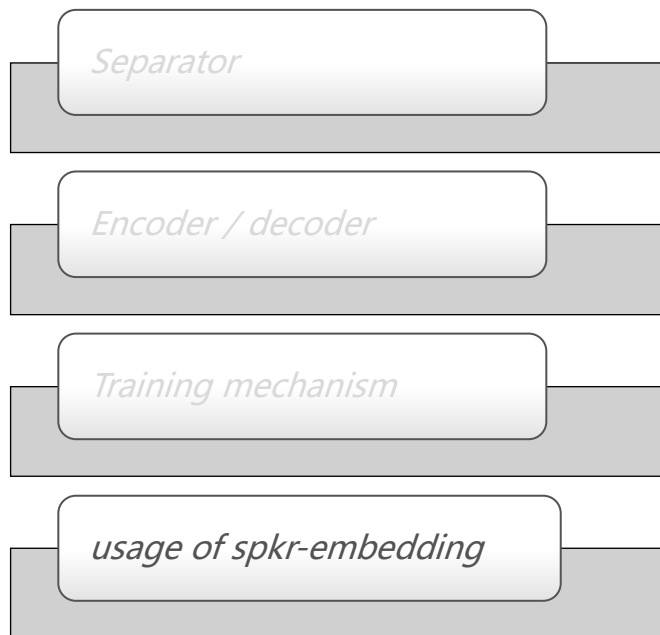 Separator
Encoder / decoder
Training mechanism
usage of spkr-embedding